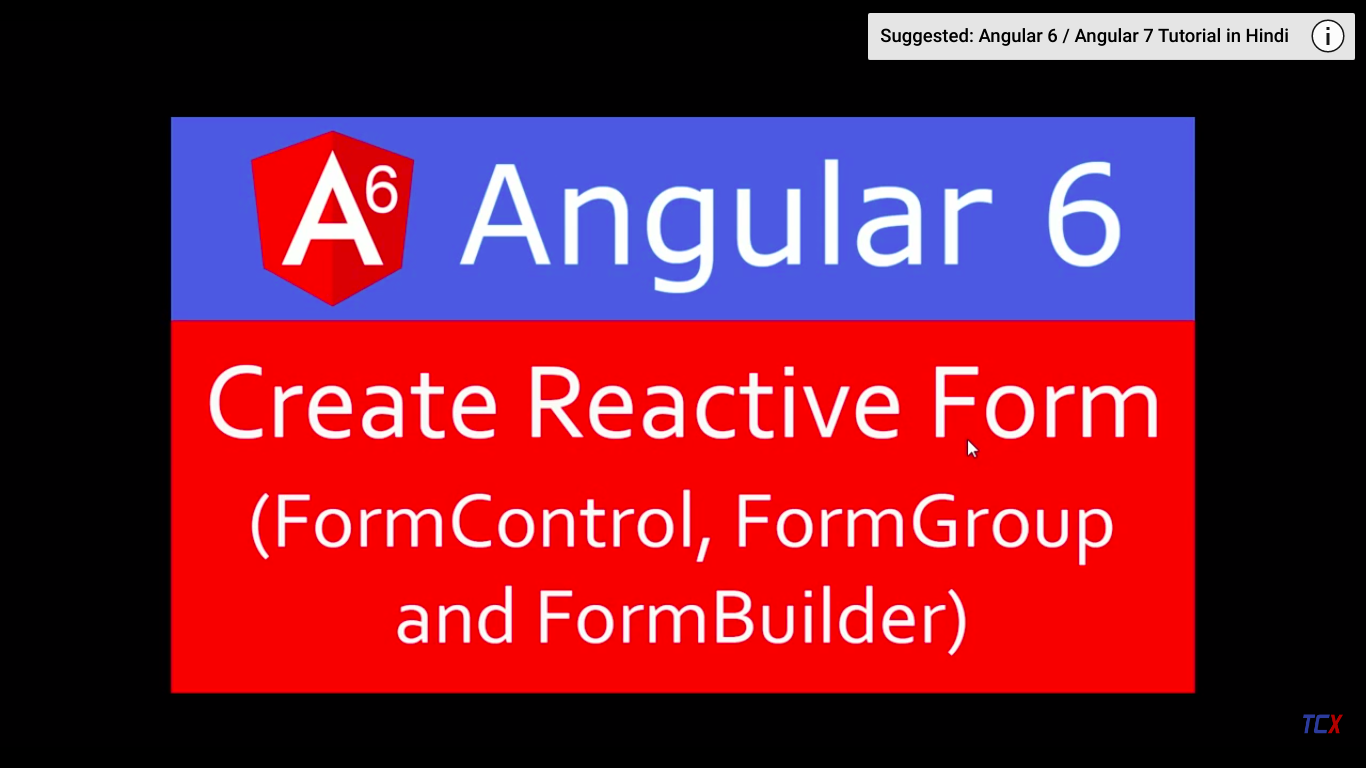 Suggested: Angular 6 / Angular 7 Tutorial in Hindi
A6 Angular 6
Create Reactive Form
(FormControl, FormGroup
and FormBuilder)
TCX